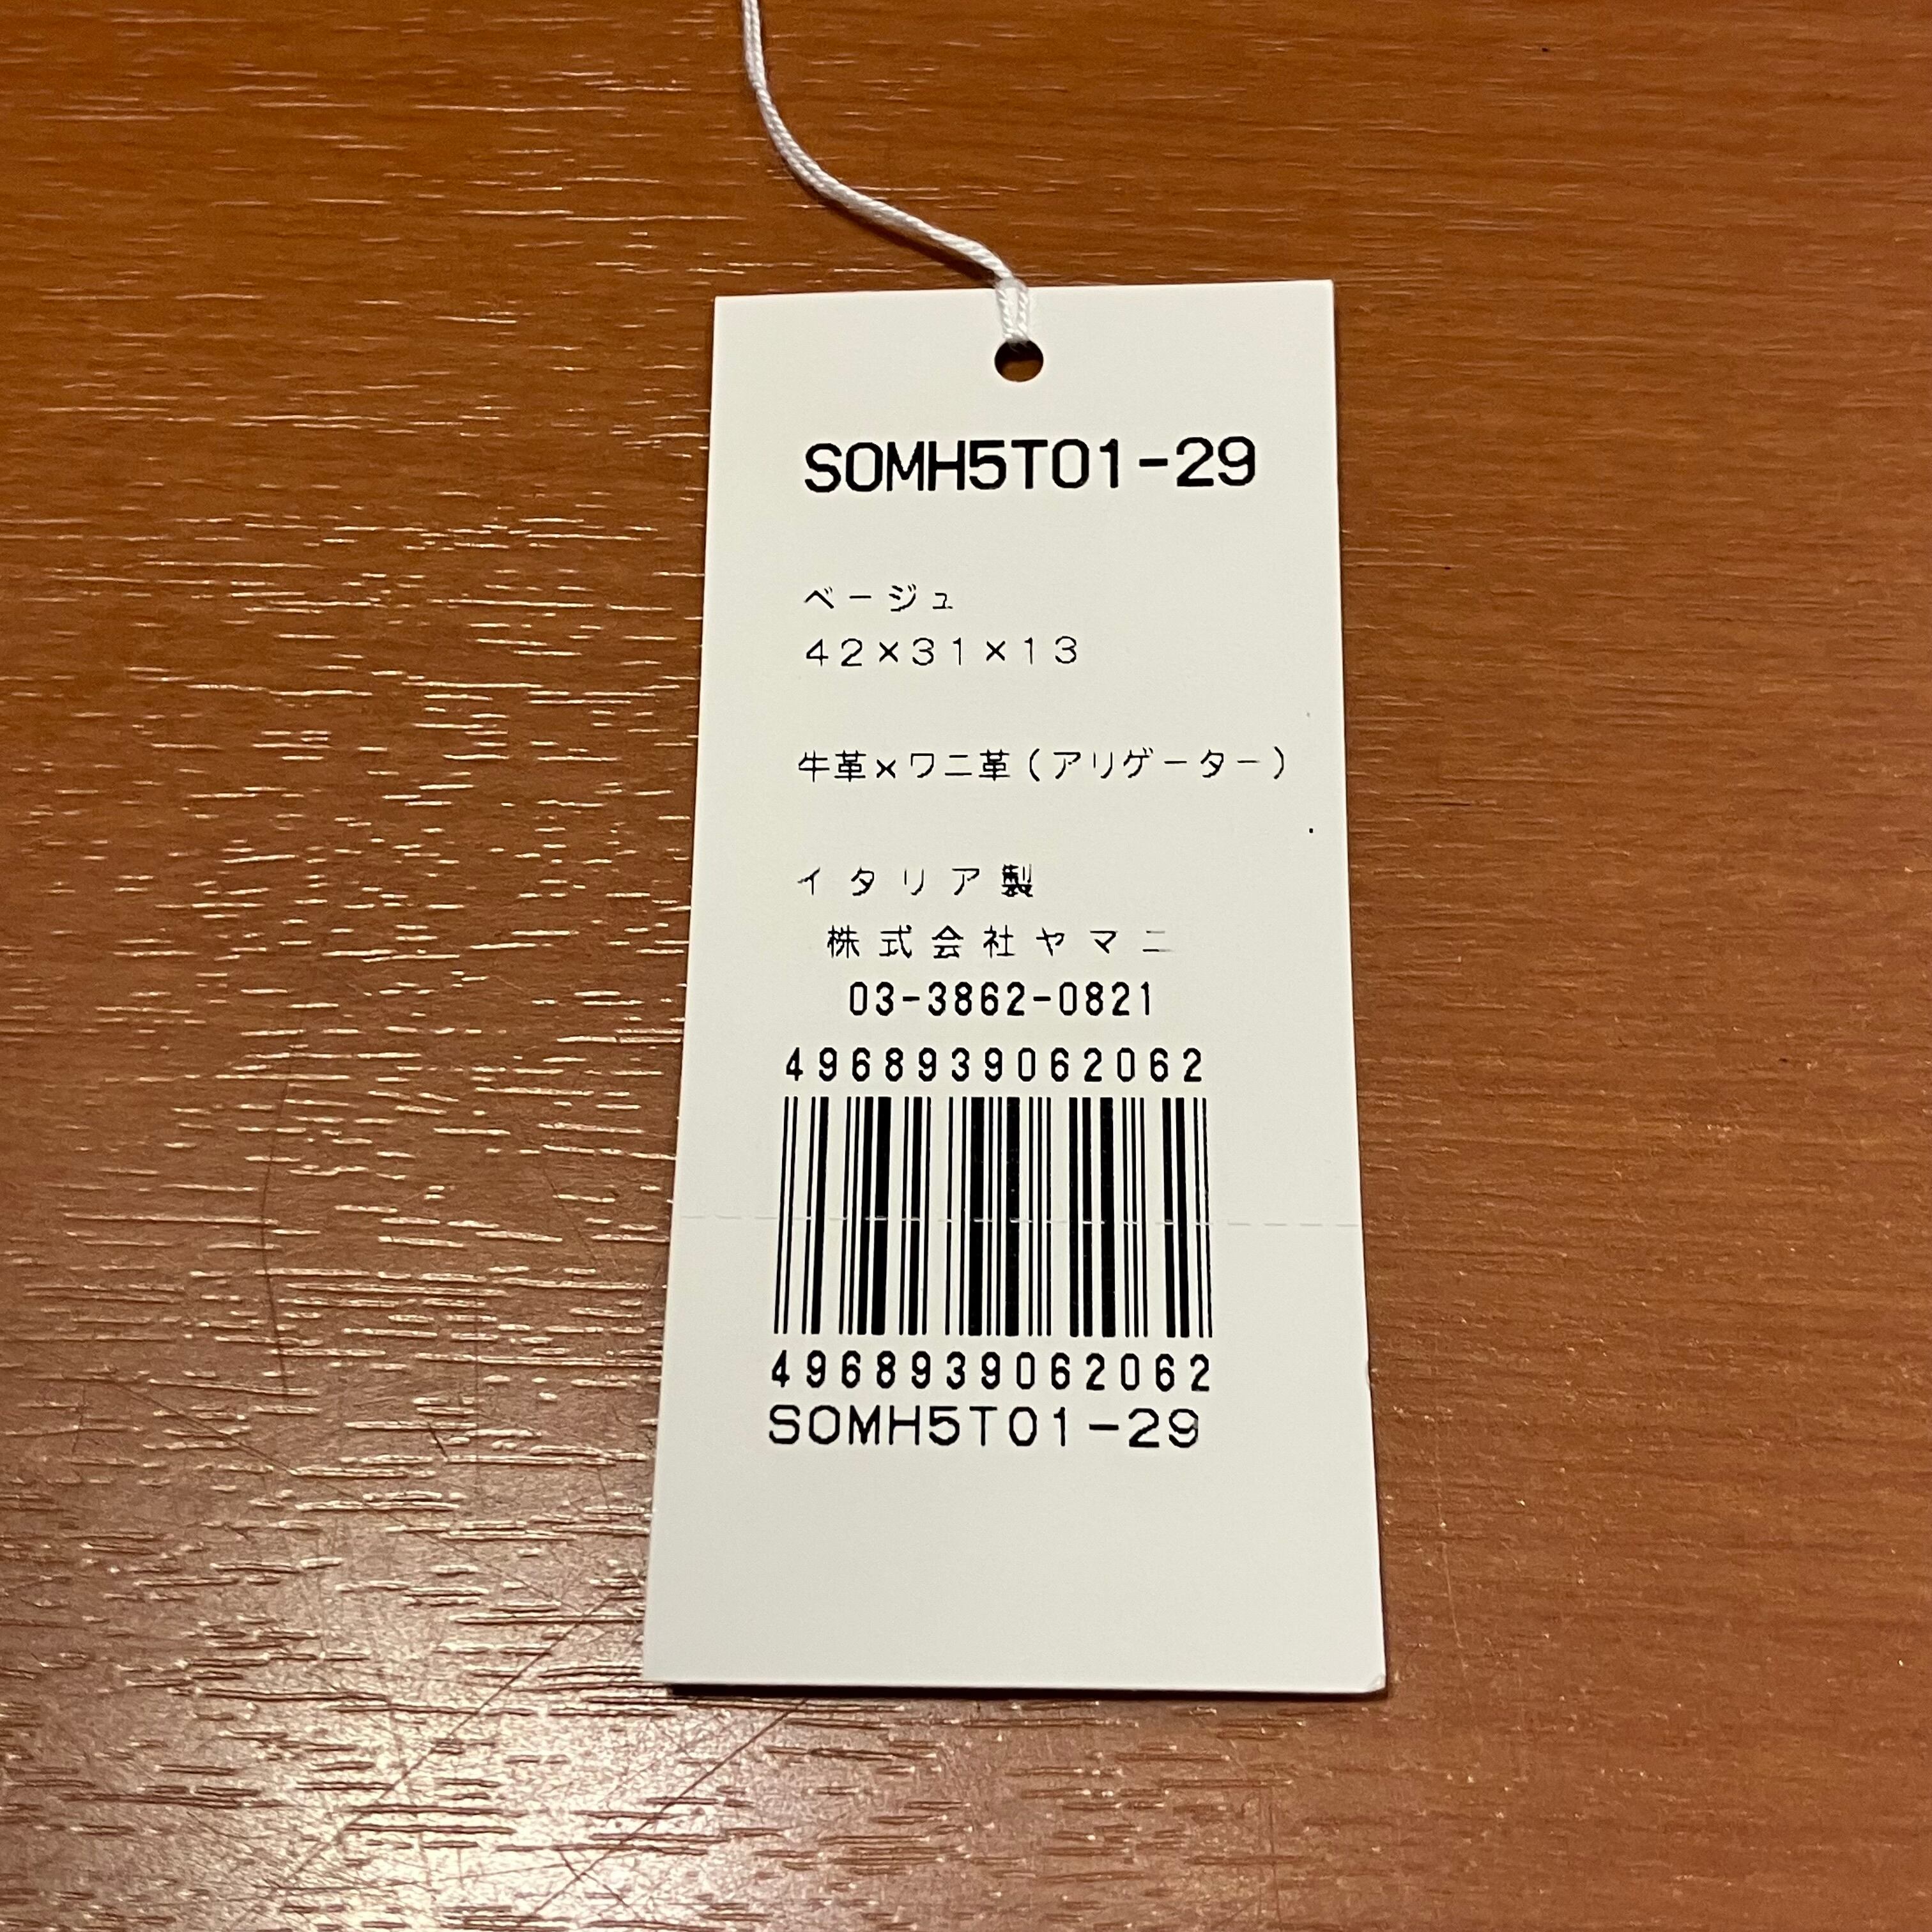 SOMH5T01-29
ベージュ
42×31×13
牛革×ワニ革(アリゲーター)
イタリア製
株式会社ヤマニ
03-3862-0821
4968939062062
4968939062062
SOMH5T01-29